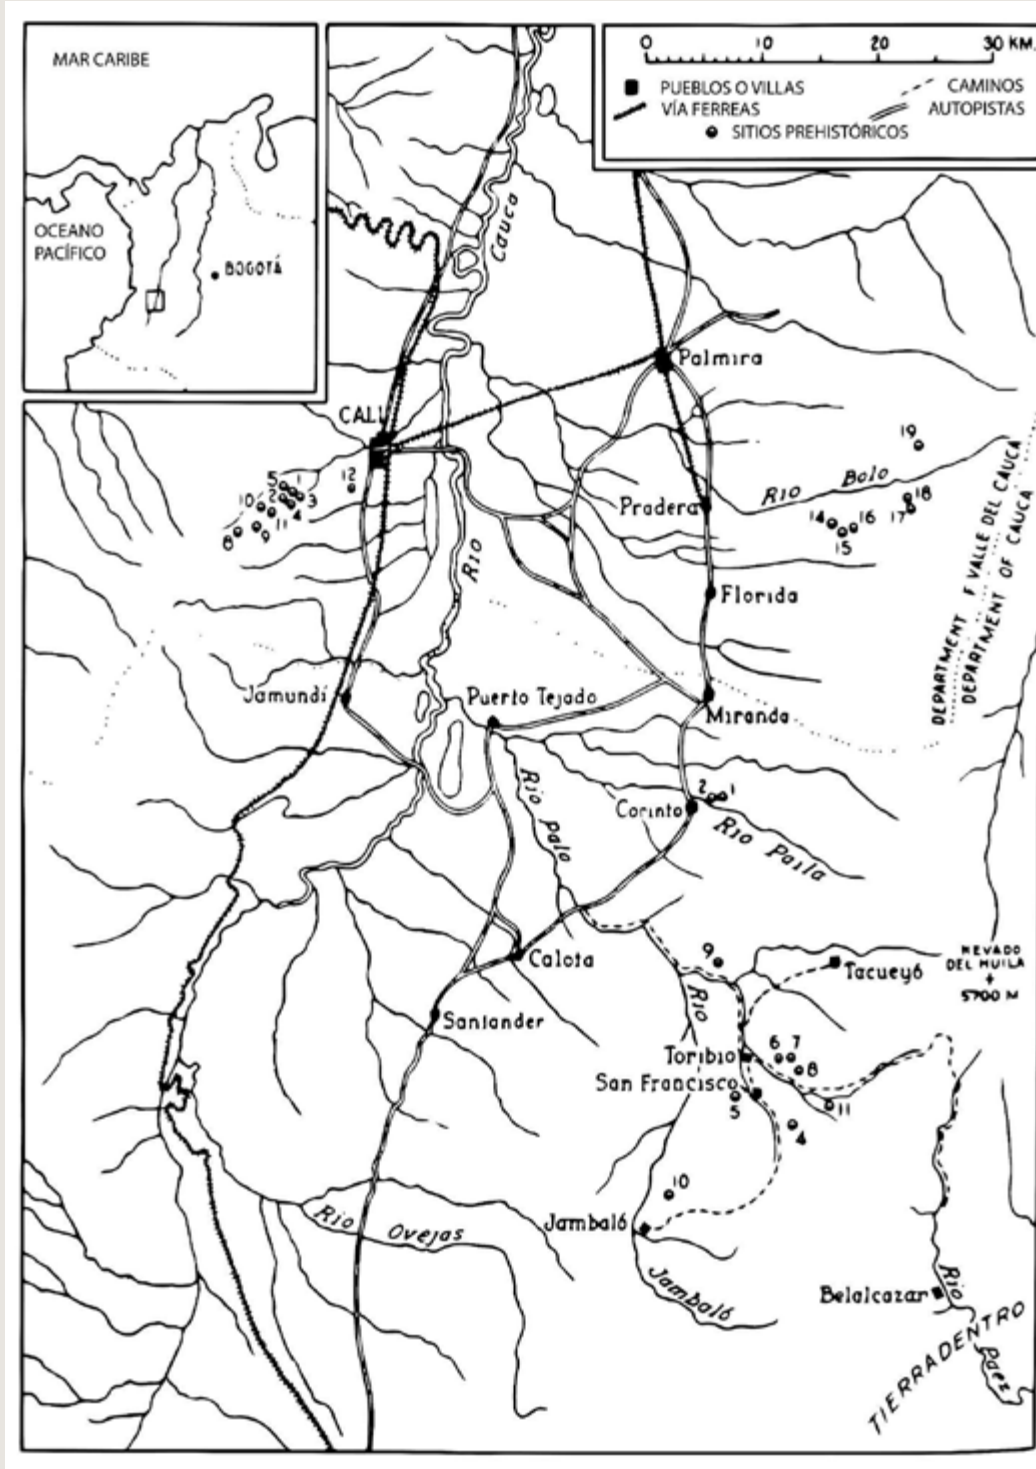 MAR CARIBE
OCEANO
PACÍFICO
BOGOTÁ
0 10 20 30 KM.
PUEBLOS O VILLAS
CAMINOS
VÍA FERREAS
AUTOPISTAS
SITIOS PREHISTÓRICOS
Cauca
Palmira
CALI
19
Rio Bolo
5 1
12
10 2 3
4
11
8 9
18
17
Pradera
14 16
15
Rio
Florida
DEPARTMENT F VALLE DEL CAUCA
DEPARTMENT OF CAUCA
Jamundí
Puerto Tejado
Miranda
2 1
Corinto
Rio Paila
Rio palo
Calota
9
Tacueyó
NEVADO
DEL HUILA
+
5700 M
Rio
Santander
Toribio
6 7
8
San Francisco
5
11
4
10
Jambaló
Rio Ovejas
Jambaló
Belalcazar
Rio
Paez
TIERRADENTRO